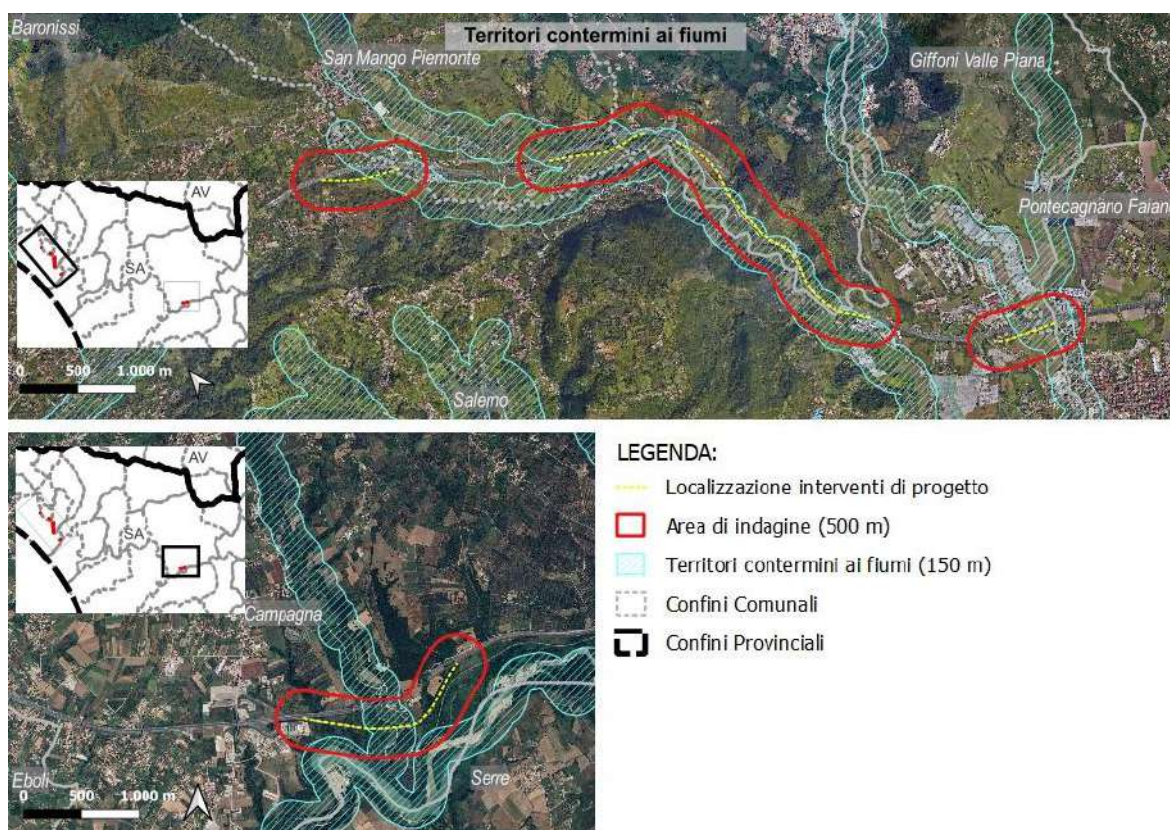 Baronissi
Territori contermini ai fiumi
San Mango Piemonte
Giffoni Valle Piana
AV
SA
Pontecagnano Faiano
0 500 1.000 m
Salerno
AV
SA
Campagna
Eboli
Serre
0 500 1.000 m
LEGENDA:
Localizzazione interventi di progetto
Area di indagine (500 m)
Territori contermini ai fiumi (150 m)
Confini Comunali
Confini Provinciali